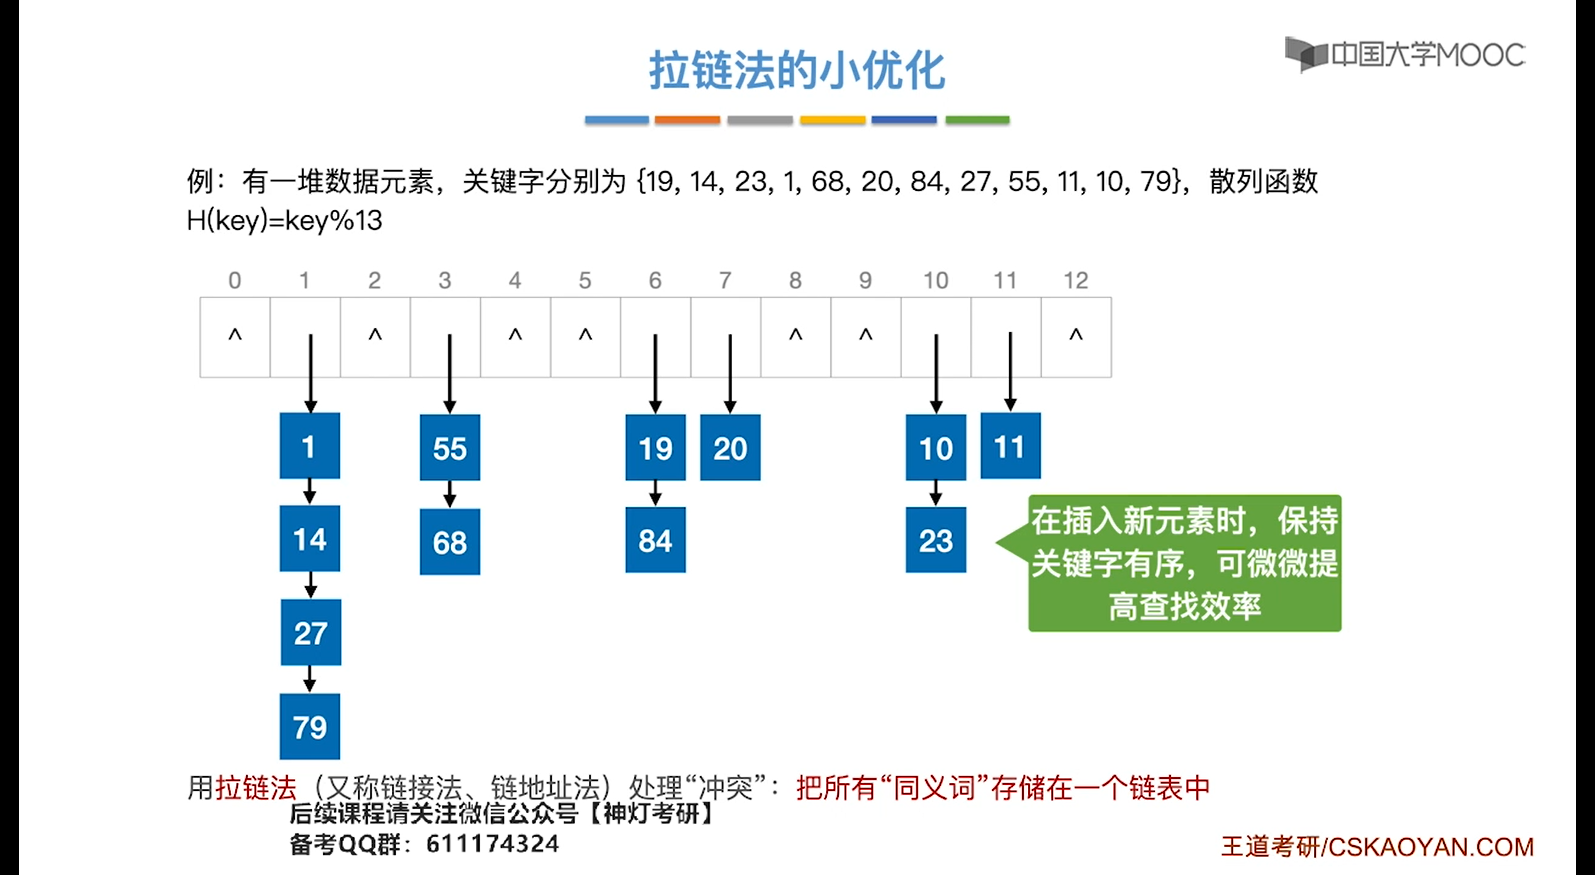 中国大学MOOC
拉链法的小优化
例：有一堆数据元素，关键字分别为 {19, 14, 23, 1, 68, 20, 84, 27, 55, 11, 10, 79}，散列函数
H(key)=key%13
0 1 2 3 4 5 6 7 8 9 10 11 12
^ ^ ^ ^ ^ ^ ^
1 55 19 20 10 11
14 68 84 23
在插入新元素时，保持
关键字有序，可微微提
高查找效率
27
79
用拉链法（又称链接法、链地址法）处理“冲突”：把所有“同义词”存储在一个链表中
后续课程请关注微信公众号【神灯考研】
备考QQ群：611174324
王道考研/CSKAOYAN.COM